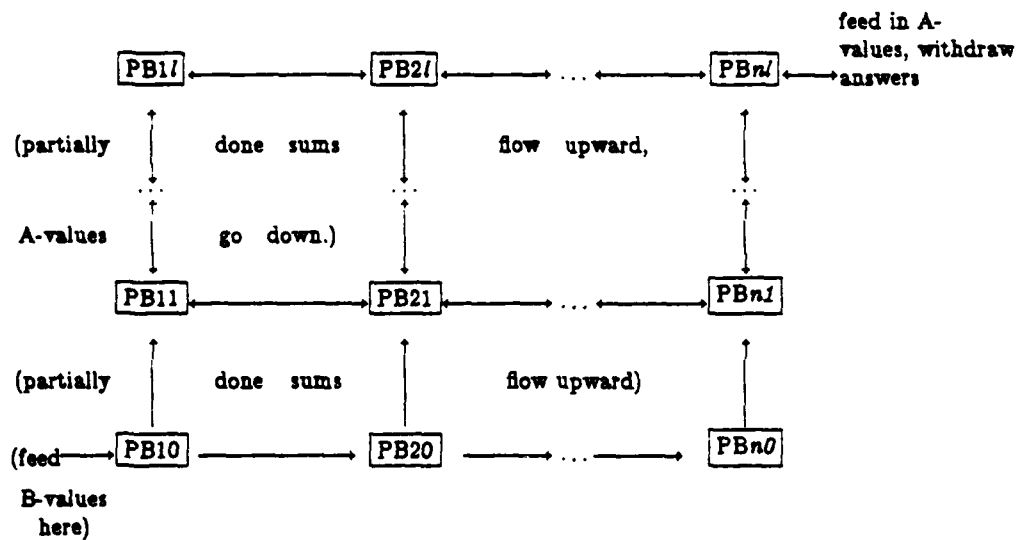 feed in A-
values, withdraw
answers
PB1l PB2l ... PBnl
(partially done sums flow upward,
... ... ...
A-values go down.)
PB11 PB21 ... PBn1
(partially done sums flow upward)
(feed PB10 PB20 ... PBn0
B-values
here)